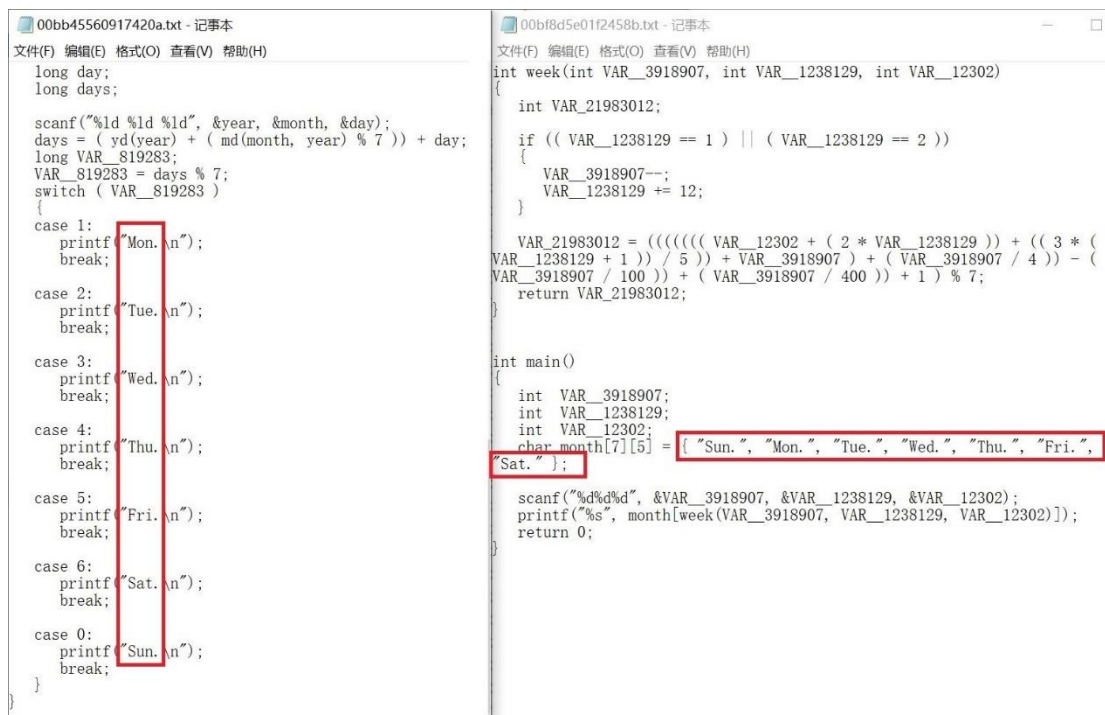 00bb45560917420a.txt - 记事本
文件(F) 编辑(E) 格式(O) 查看(V) 帮助(H)
long day;
long days;
scanf("%ld %ld %ld", &year, &month, &day);
days = ( yd(year) + ( md(month, year) % 7 )) + day;
long VAR__819283;
VAR__819283 = days % 7;
switch ( VAR__819283 )
{
case 1:
printf("Mon.\n");
break;
case 2:
printf("Tue.\n");
break;
case 3:
printf("Wed.\n");
break;
case 4:
printf("Thu.\n");
break;
case 5:
printf("Fri.\n");
break;
case 6:
printf("Sat.\n");
break;
case 0:
printf("Sun.\n");
break;
}
}
00bf8d5e01f2458b.txt - 记事本
文件(F) 编辑(E) 格式(O) 查看(V) 帮助(H)
int week(int VAR__3918907, int VAR__1238129, int VAR__12302)
{
int VAR_21983012;
if (( VAR__1238129 == 1 ) || ( VAR__1238129 == 2 ))
{
VAR__3918907--;
VAR__1238129 += 12;
}
VAR_21983012 = ((((((( VAR__12302 + ( 2 * VAR__1238129 )) + (( 3 * (
VAR__1238129 + 1 )) / 5 )) + VAR__3918907 ) + ( VAR__3918907 / 4 )) - (
VAR__3918907 / 100 )) + ( VAR__3918907 / 400 )) + 1 ) % 7;
return VAR_21983012;
}
int main()
{
int VAR__3918907;
int VAR__1238129;
int VAR__12302;
char month[7][5] = { "Sun.", "Mon.", "Tue.", "Wed.", "Thu.", "Fri.",
"Sat." };
scanf("%d%d%d", &VAR__3918907, &VAR__1238129, &VAR__12302);
printf("%s", month[week(VAR__3918907, VAR__1238129, VAR__12302)]);
return 0;
}